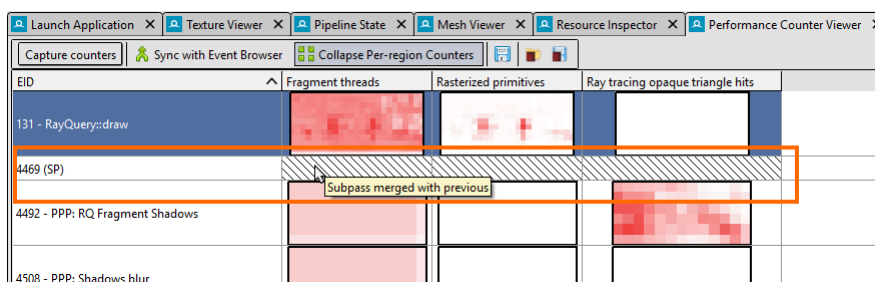 Launch Application X Texture Viewer X Pipeline State X Mesh Viewer X Resource Inspector X Performance Counter Viewer X
Capture counters Sync with Event Browser Collapse Per-region Counters
EID Fragment threads Rasterized primitives Ray tracing opaque triangle hits
131 - RayQuery::draw
4469 (SP)
Subpass merged with previous
4492 - PPP: RQ Fragment Shadows
4508 - PPP: Shadows blur